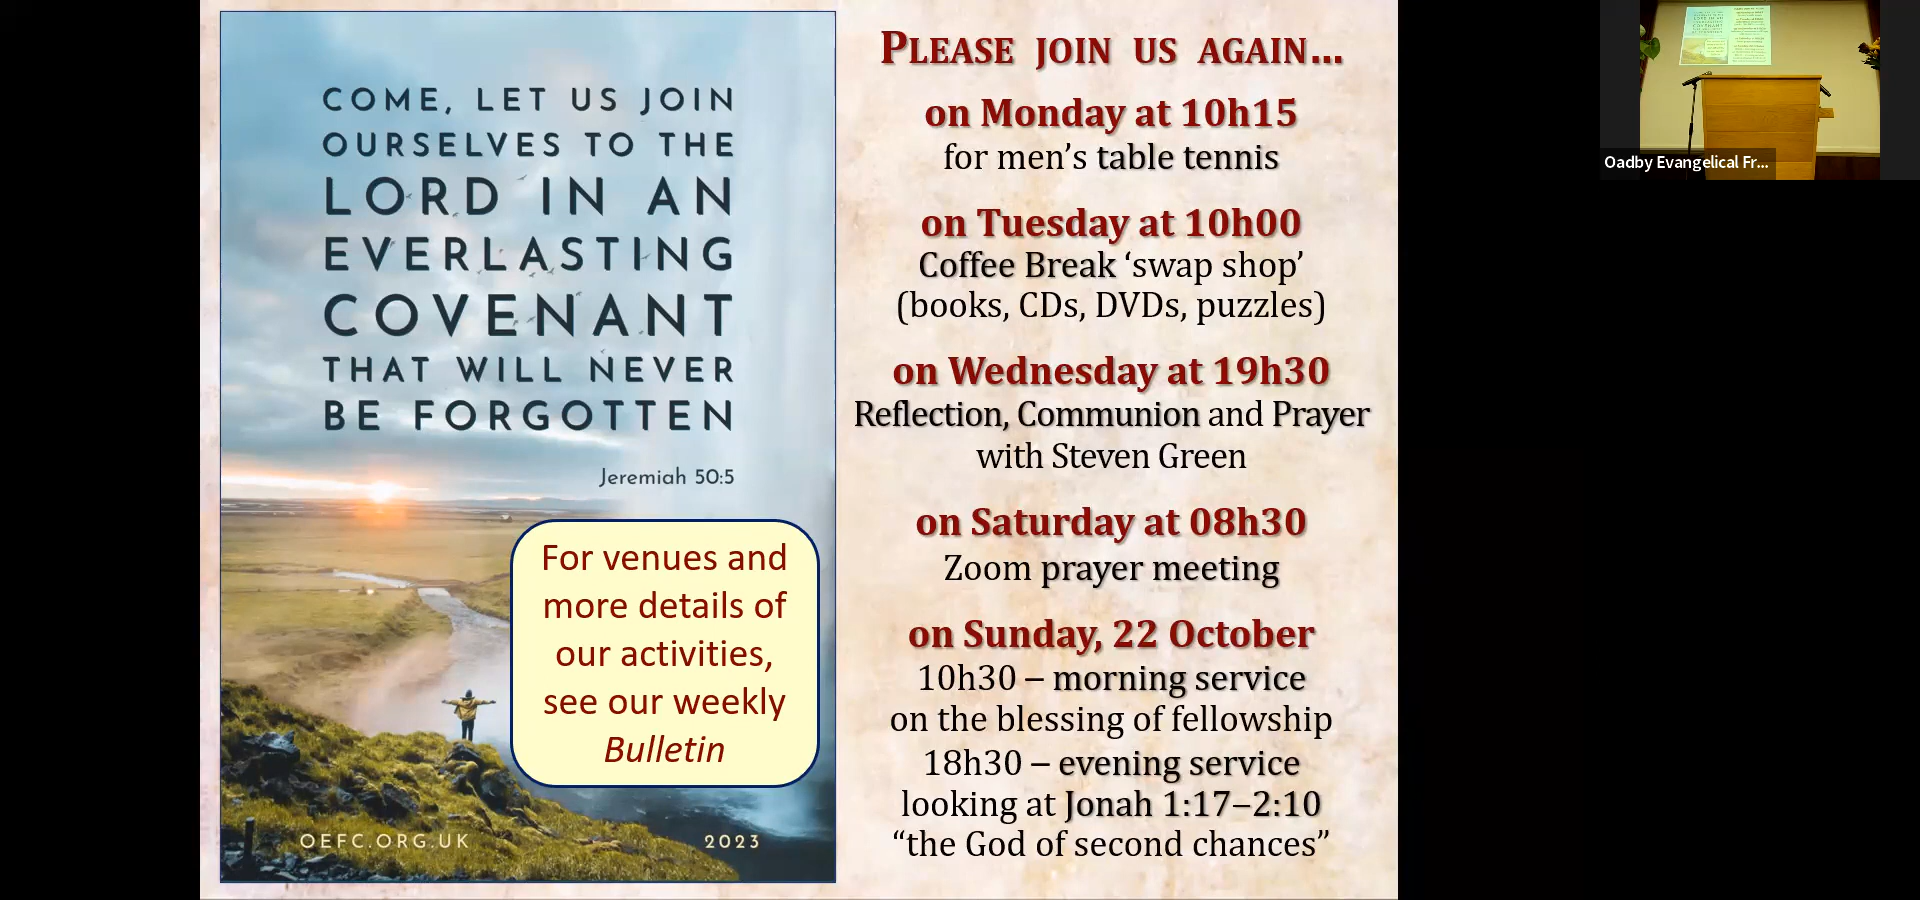 COME, LET US JOIN
OURSELVES TO THE
LORD IN AN
EVERLASTING
COVENANT
THAT WILL NEVER
BE FORGOTTEN
Jeremiah 50:5
For venues and
more details of
our activities,
see our weekly
Bulletin
OEFC.ORG.UK
2023
PLEASE JOIN US AGAIN...
on Monday at 10h15
for men's table tennis
on Tuesday at 10h00
Coffee Break 'swap shop'
(books, CDs, DVDs, puzzles)
on Wednesday at 19h30
Reflection, Communion and Prayer
with Steven Green
on Saturday at 08h30
Zoom prayer meeting
on Sunday, 22 October
10h30 – morning service
on the blessing of fellowship
18h30 – evening service
looking at Jonah 1:17–2:10
“the God of second chances”
Oadby Evangelical Fr...